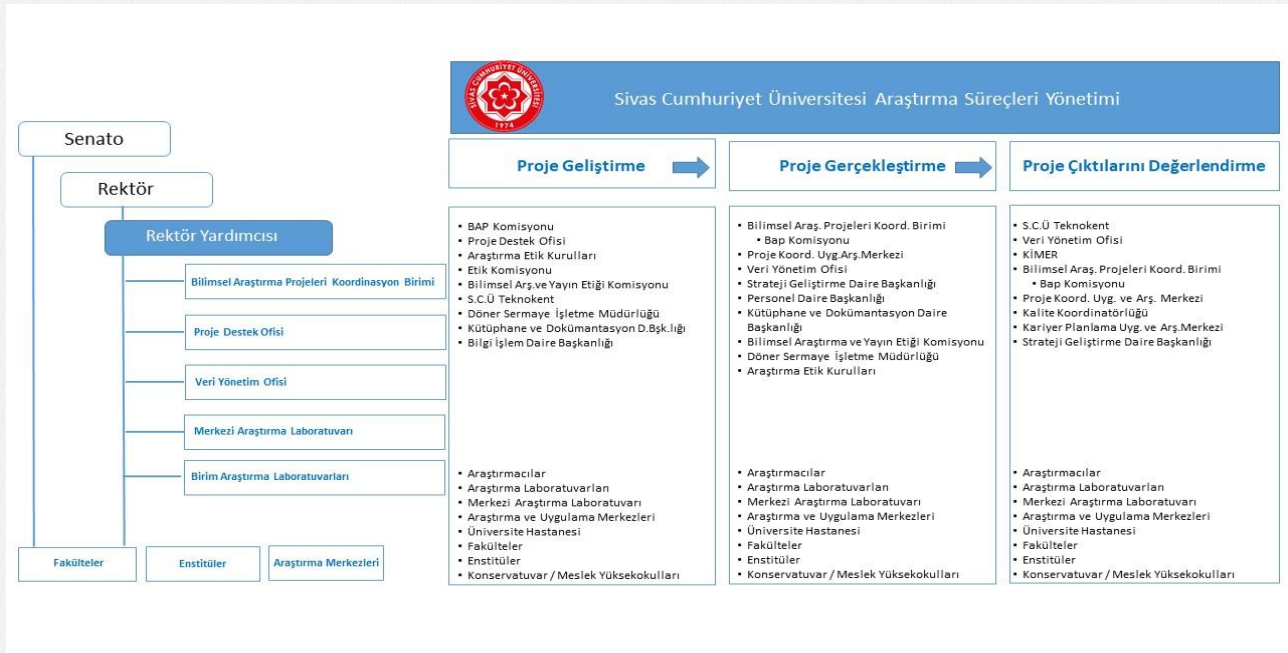 SİVAS CUMHURİYET ÜNİVERSİTESİ
1974
Sivas Cumhuriyet Üniversitesi Araştırma Süreçleri Yönetimi
Senato
Rektör
Rektör Yardımcısı
Bilimsel Araştırma Projeleri Koordinasyon Birimi
Proje Destek Ofisi
Veri Yönetim Ofisi
Merkezi Araştırma Laboratuvarı
Birim Araştırma Laboratuvarları
Fakülteler
Enstitüler
Araştırma Merkezleri
Proje Geliştirme
• BAP Komisyonu
• Proje Destek Ofisi
• Araştırma Etik Kurulları
• Etik Komisyonu
• Bilimsel Arş.ve Yayın Etiği Komisyonu
• S.C.Ü Teknokent
• Döner Sermaye İşletme Müdürlüğü
• Kütüphane ve Dokümantasyon D.Bşk.lığı
• Bilgi İşlem Daire Başkanlığı
• Araştırmacılar
• Araştırma Laboratuvarları
• Merkezi Araştırma Laboratuvarı
• Araştırma ve Uygulama Merkezleri
• Üniversite Hastanesi
• Fakülteler
• Enstitüler
• Konservatuvar / Meslek Yüksekokulları
Proje Gerçekleştirme
• Bilimsel Araş. Projeleri Koord. Birimi
• Bap Komisyonu
• Proje Koord. Uyg.Arş.Merkezi
• Veri Yönetim Ofisi
• Strateji Geliştirme Daire Başkanlığı
• Personel Daire Başkanlığı
• Kütüphane ve Dokümantasyon Daire
Başkanlığı
• Bilimsel Araştırma ve Yayın Etiği Komisyonu
• Döner Sermaye İşletme Müdürlüğü
• Araştırma Etik Kurulları
• Araştırmacılar
• Araştırma Laboratuvarları
• Merkezi Araştırma Laboratuvarı
• Araştırma ve Uygulama Merkezleri
• Üniversite Hastanesi
• Fakülteler
• Enstitüler
• Konservatuvar / Meslek Yüksekokulları
Proje Çıktılarını Değerlendirme
• S.C.Ü Teknokent
• Veri Yönetim Ofisi
• KİMER
• Bilimsel Araş. Projeleri Koord. Birimi
• Bap Komisyonu
• Proje Koord. Uyg. ve Arş. Merkezi
• Kalite Koordinatörlüğü
• Kariyer Planlama Uyg. ve Arş.Merkezi
• Strateji Geliştirme Daire Başkanlığı
• Araştırmacılar
• Araştırma Laboratuvarları
• Merkezi Araştırma Laboratuvarı
• Araştırma ve Uygulama Merkezleri
• Üniversite Hastanesi
• Fakülteler
• Enstitüler
• Konservatuvar / Meslek Yüksekokulları